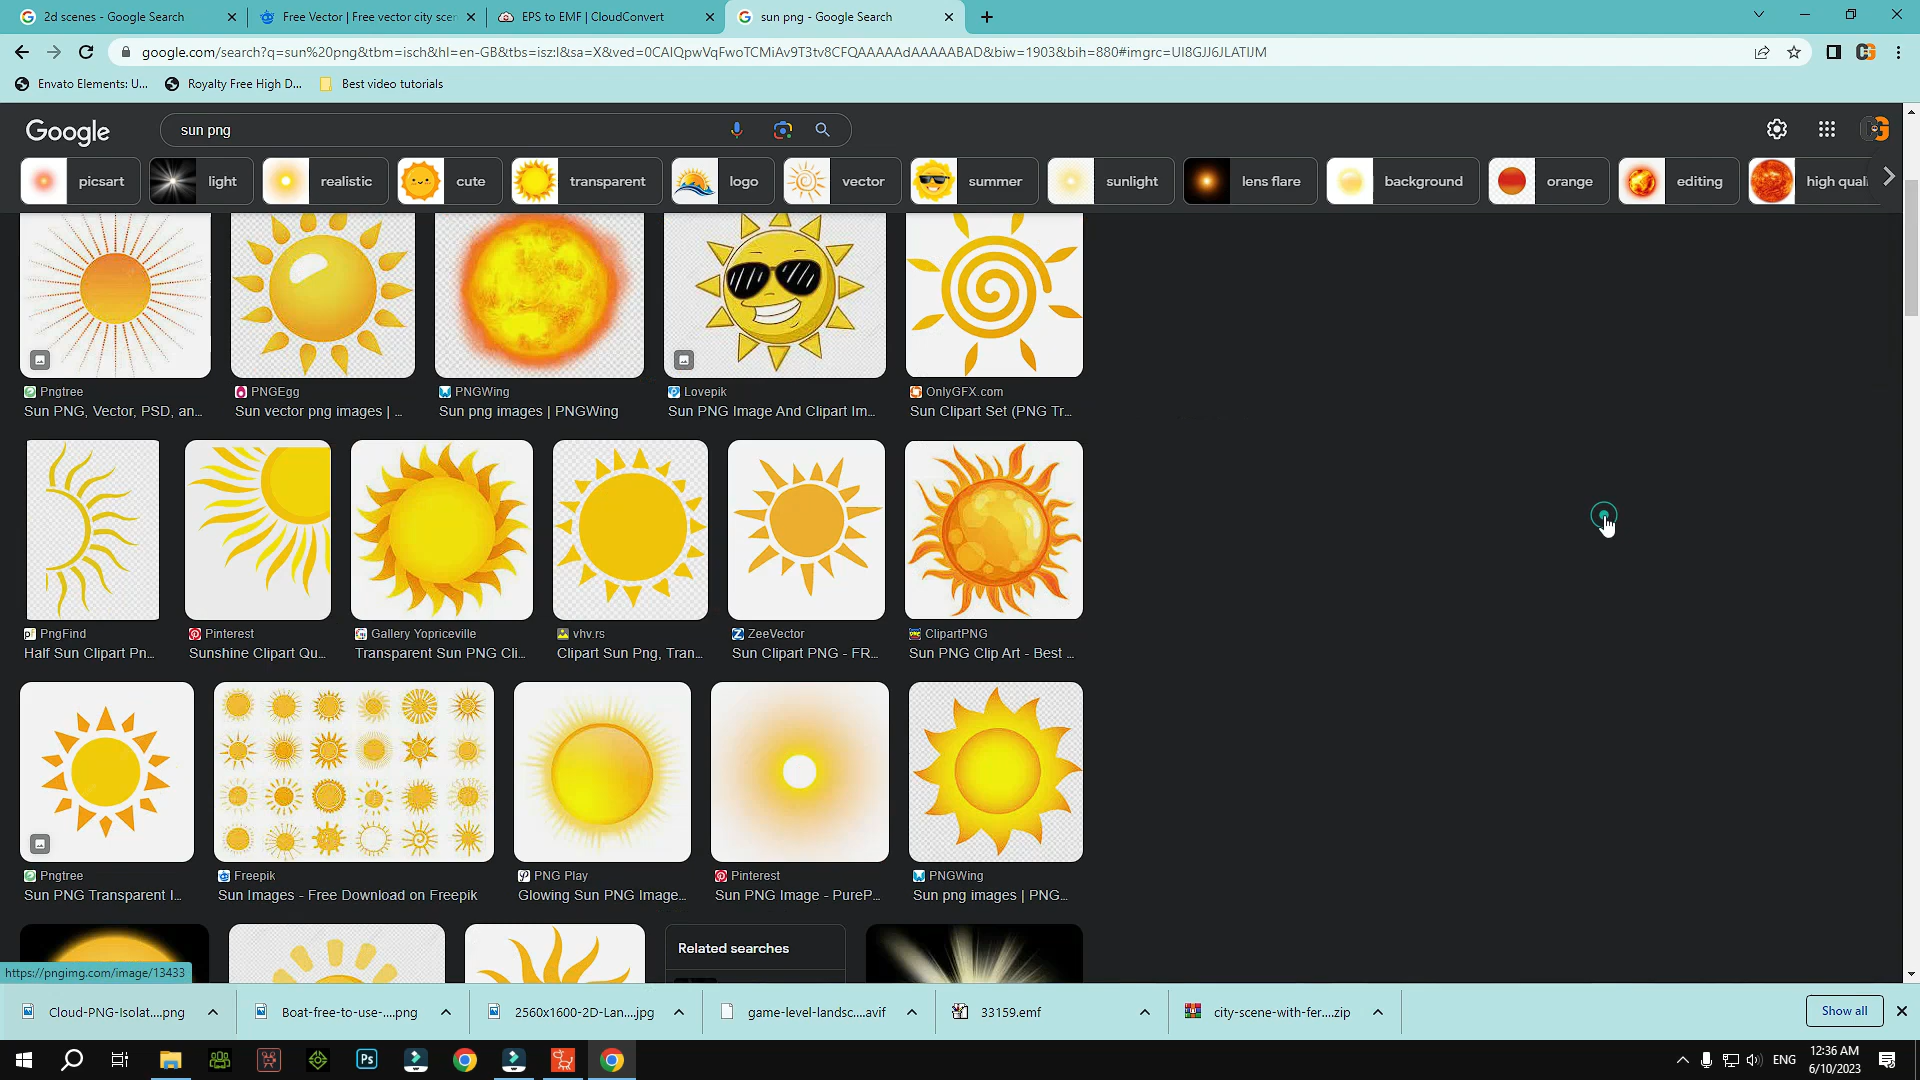 2d scenes - Google Search
Free Vector | Free vector city scen
EPS to EMF | CloudConvert
sun png - Google Search
google.com/search?q=sun%20png&tbm=isch&hl=en-GB&tbs=isz:l&sa=X&ved=0CAIQpwVqFwoTCMiAv9T3tv8CFQAAAAAdAAAAABAD&biw=1903&bih=880#imgrc=UI8GJJ6JLATIJM
Envato Elements: U...
Royalty Free High D...
Best video tutorials
Google
sun png
picsart
light
realistic
cute
transparent
logo
vector
summer
sunlight
lens flare
background
orange
editing
high quali
Pngtree
Sun PNG, Vector, PSD, an...
PNGEgg
Sun vector png images | ...
PNGWing
Sun png images | PNGWing
Lovepik
Sun PNG Image And Clipart Im...
OnlyGFX.com
Sun Clipart Set (PNG Tr...
PngFind
Half Sun Clipart Pn...
Pinterest
Sunshine Clipart Qu...
Gallery Yopriceville
Transparent Sun PNG Cli...
vhv.rs
Clipart Sun Png, Tran...
ZeeVector
Sun Clipart PNG - FR...
ClipartPNG
Sun PNG Clip Art - Best ...
Pngtree
Sun PNG Transparent I...
Freepik
Sun Images - Free Download on Freepik
PNG Play
Glowing Sun PNG Image...
Pinterest
Sun PNG Image - PureP...
PNGWing
Sun png images | PNG...
Related searches
https://pngimg.com/image/13433
Cloud-PNG-Isolat....png
Boat-free-to-use-....png
2560x1600-2D-Lan....jpg
game-level-landsc....avif
33159.emf
city-scene-with-fer....zip
Show all
Ps
ENG
12:36 AM
6/10/2023